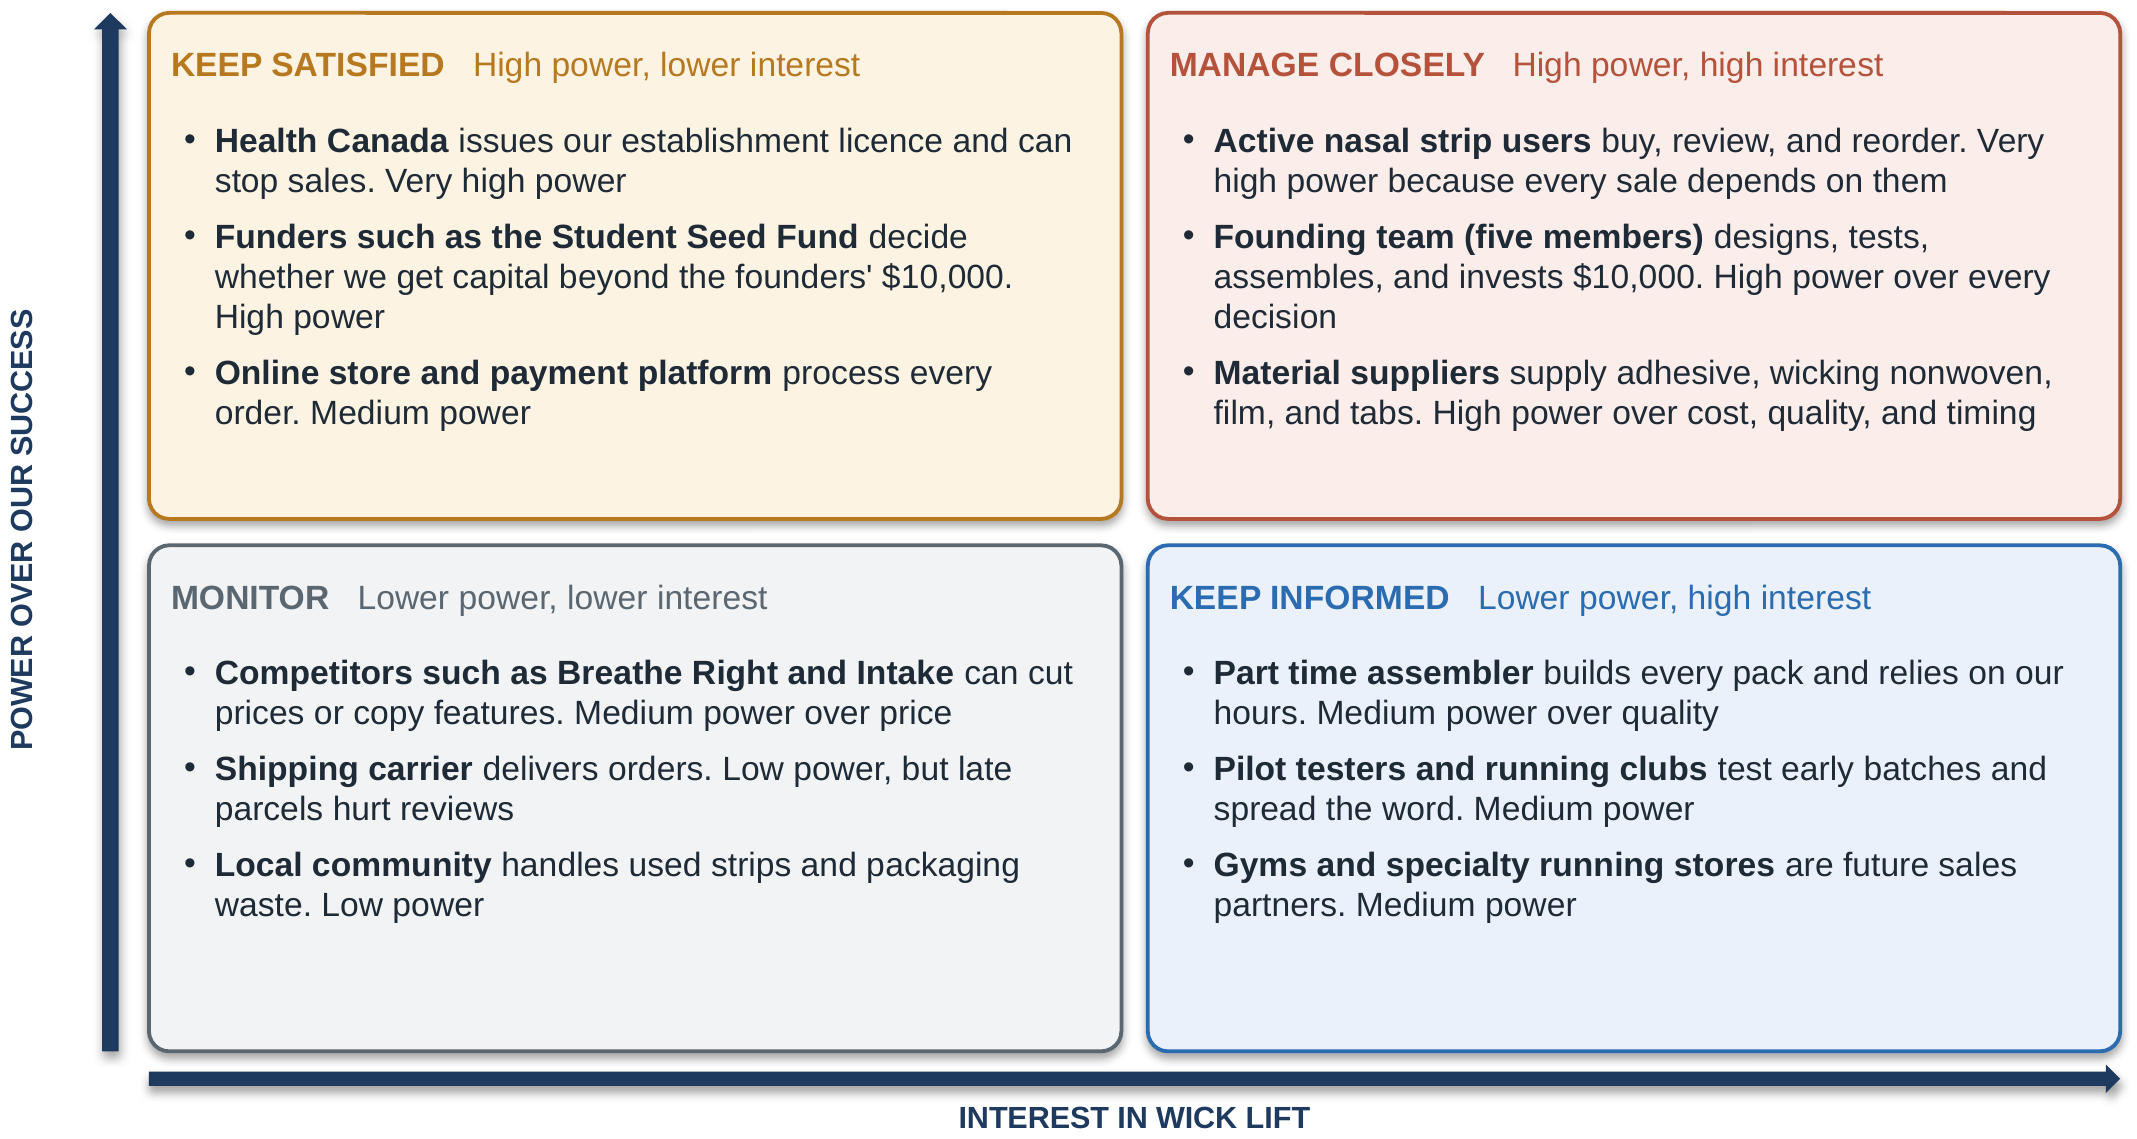 POWER OVER OUR SUCCESS
KEEP SATISFIED High power, lower interest
• Health Canada issues our establishment licence and can
stop sales. Very high power
• Funders such as the Student Seed Fund decide
whether we get capital beyond the founders' $10,000.
High power
• Online store and payment platform process every
order. Medium power
MANAGE CLOSELY High power, high interest
• Active nasal strip users buy, review, and reorder. Very
high power because every sale depends on them
• Founding team (five members) designs, tests,
assembles, and invests $10,000. High power over every
decision
• Material suppliers supply adhesive, wicking nonwoven,
film, and tabs. High power over cost, quality, and timing
MONITOR Lower power, lower interest
• Competitors such as Breathe Right and Intake can cut
prices or copy features. Medium power over price
• Shipping carrier delivers orders. Low power, but late
parcels hurt reviews
• Local community handles used strips and packaging
waste. Low power
KEEP INFORMED Lower power, high interest
• Part time assembler builds every pack and relies on our
hours. Medium power over quality
• Pilot testers and running clubs test early batches and
spread the word. Medium power
• Gyms and specialty running stores are future sales
partners. Medium power
INTEREST IN WICK LIFT